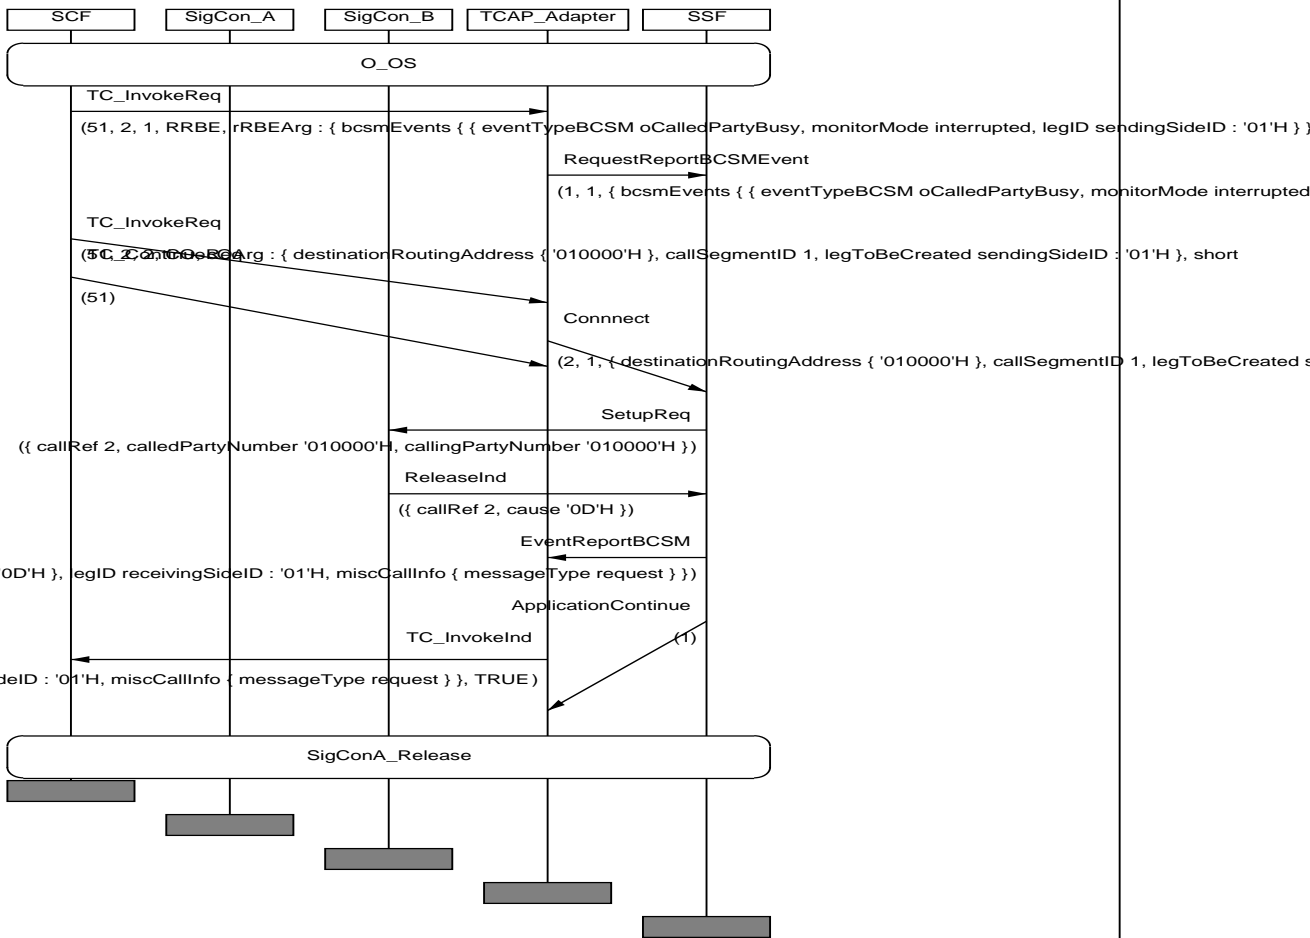 SCF SigCon_A SigCon_B TCAP_Adapter SSF
O_OS
TC_InvokeReq
(51, 2, 1, RRBE, rRBEArg : { bcsmEvents { { eventTypeBCSM oCalledPartyBusy, monitorMode interrupted, legID sendingSideID : '01'H } }
RequestReportBCSMEvent
(1, 1, { bcsmEvents { { eventTypeBCSM oCalledPartyBusy, monitorMode interrupted
TC_InvokeReq
: { destinationRoutingAddress { '010000'H }, callSegmentID 1, legToBeCreated sendingSideID : '01'H }, short
(51)
Connnect
(2, 1, { destinationRoutingAddress { '010000'H }, callSegmentID 1, legToBeCreated s
SetupReq
({ callRef 2, calledPartyNumber '010000'H, callingPartyNumber '010000'H })
ReleaseInd
({ callRef 2, cause '0D'H })
EventReportBCSM
'0D'H }, legID receivingSideID : '01'H, miscCallInfo { messageType request } })
ApplicationContinue
TC_InvokeInd
(1)
deID : '01'H, miscCallInfo { messageType request } }, TRUE)
SigConA_Release